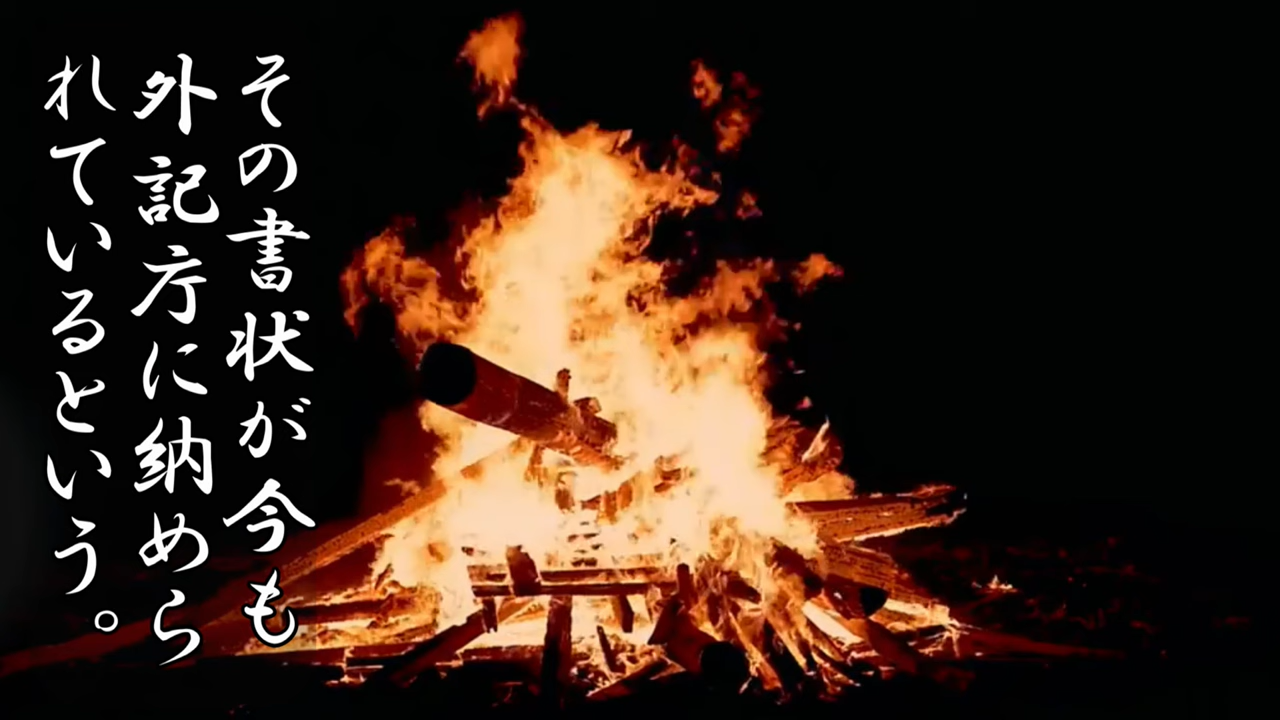 その書状が今も
外記庁に納めら
れているという。